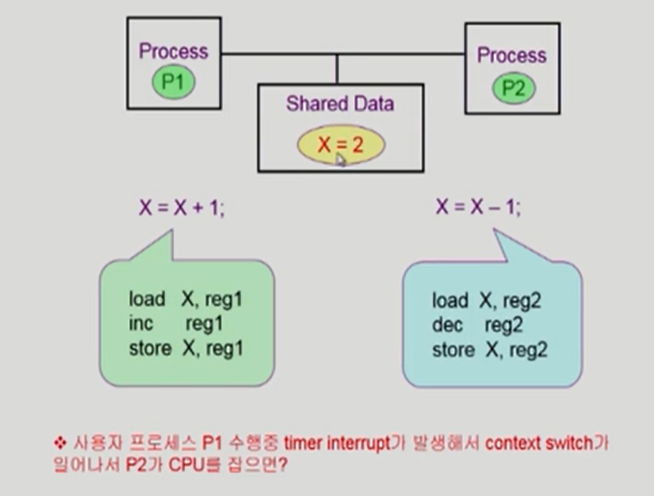 Process
P1
Process
P2
Shared Data
X = 2
X = X + 1;
X = X – 1;
load X, reg1
inc reg1
store X, reg1
load X, reg2
dec reg2
store X, reg2
❖ 사용자 프로세스 P1 수행중 timer interrupt가 발생해서 context switch가
일어나서 P2가 CPU를 잡으면?